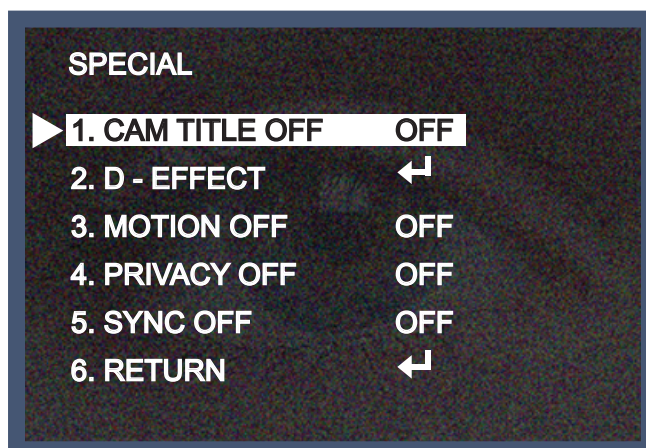 SPECIAL
1. CAM TITLE OFF OFF
2. D - EFFECT ↵
3. MOTION OFF OFF
4. PRIVACY OFF OFF
5. SYNC OFF OFF
6. RETURN ↵